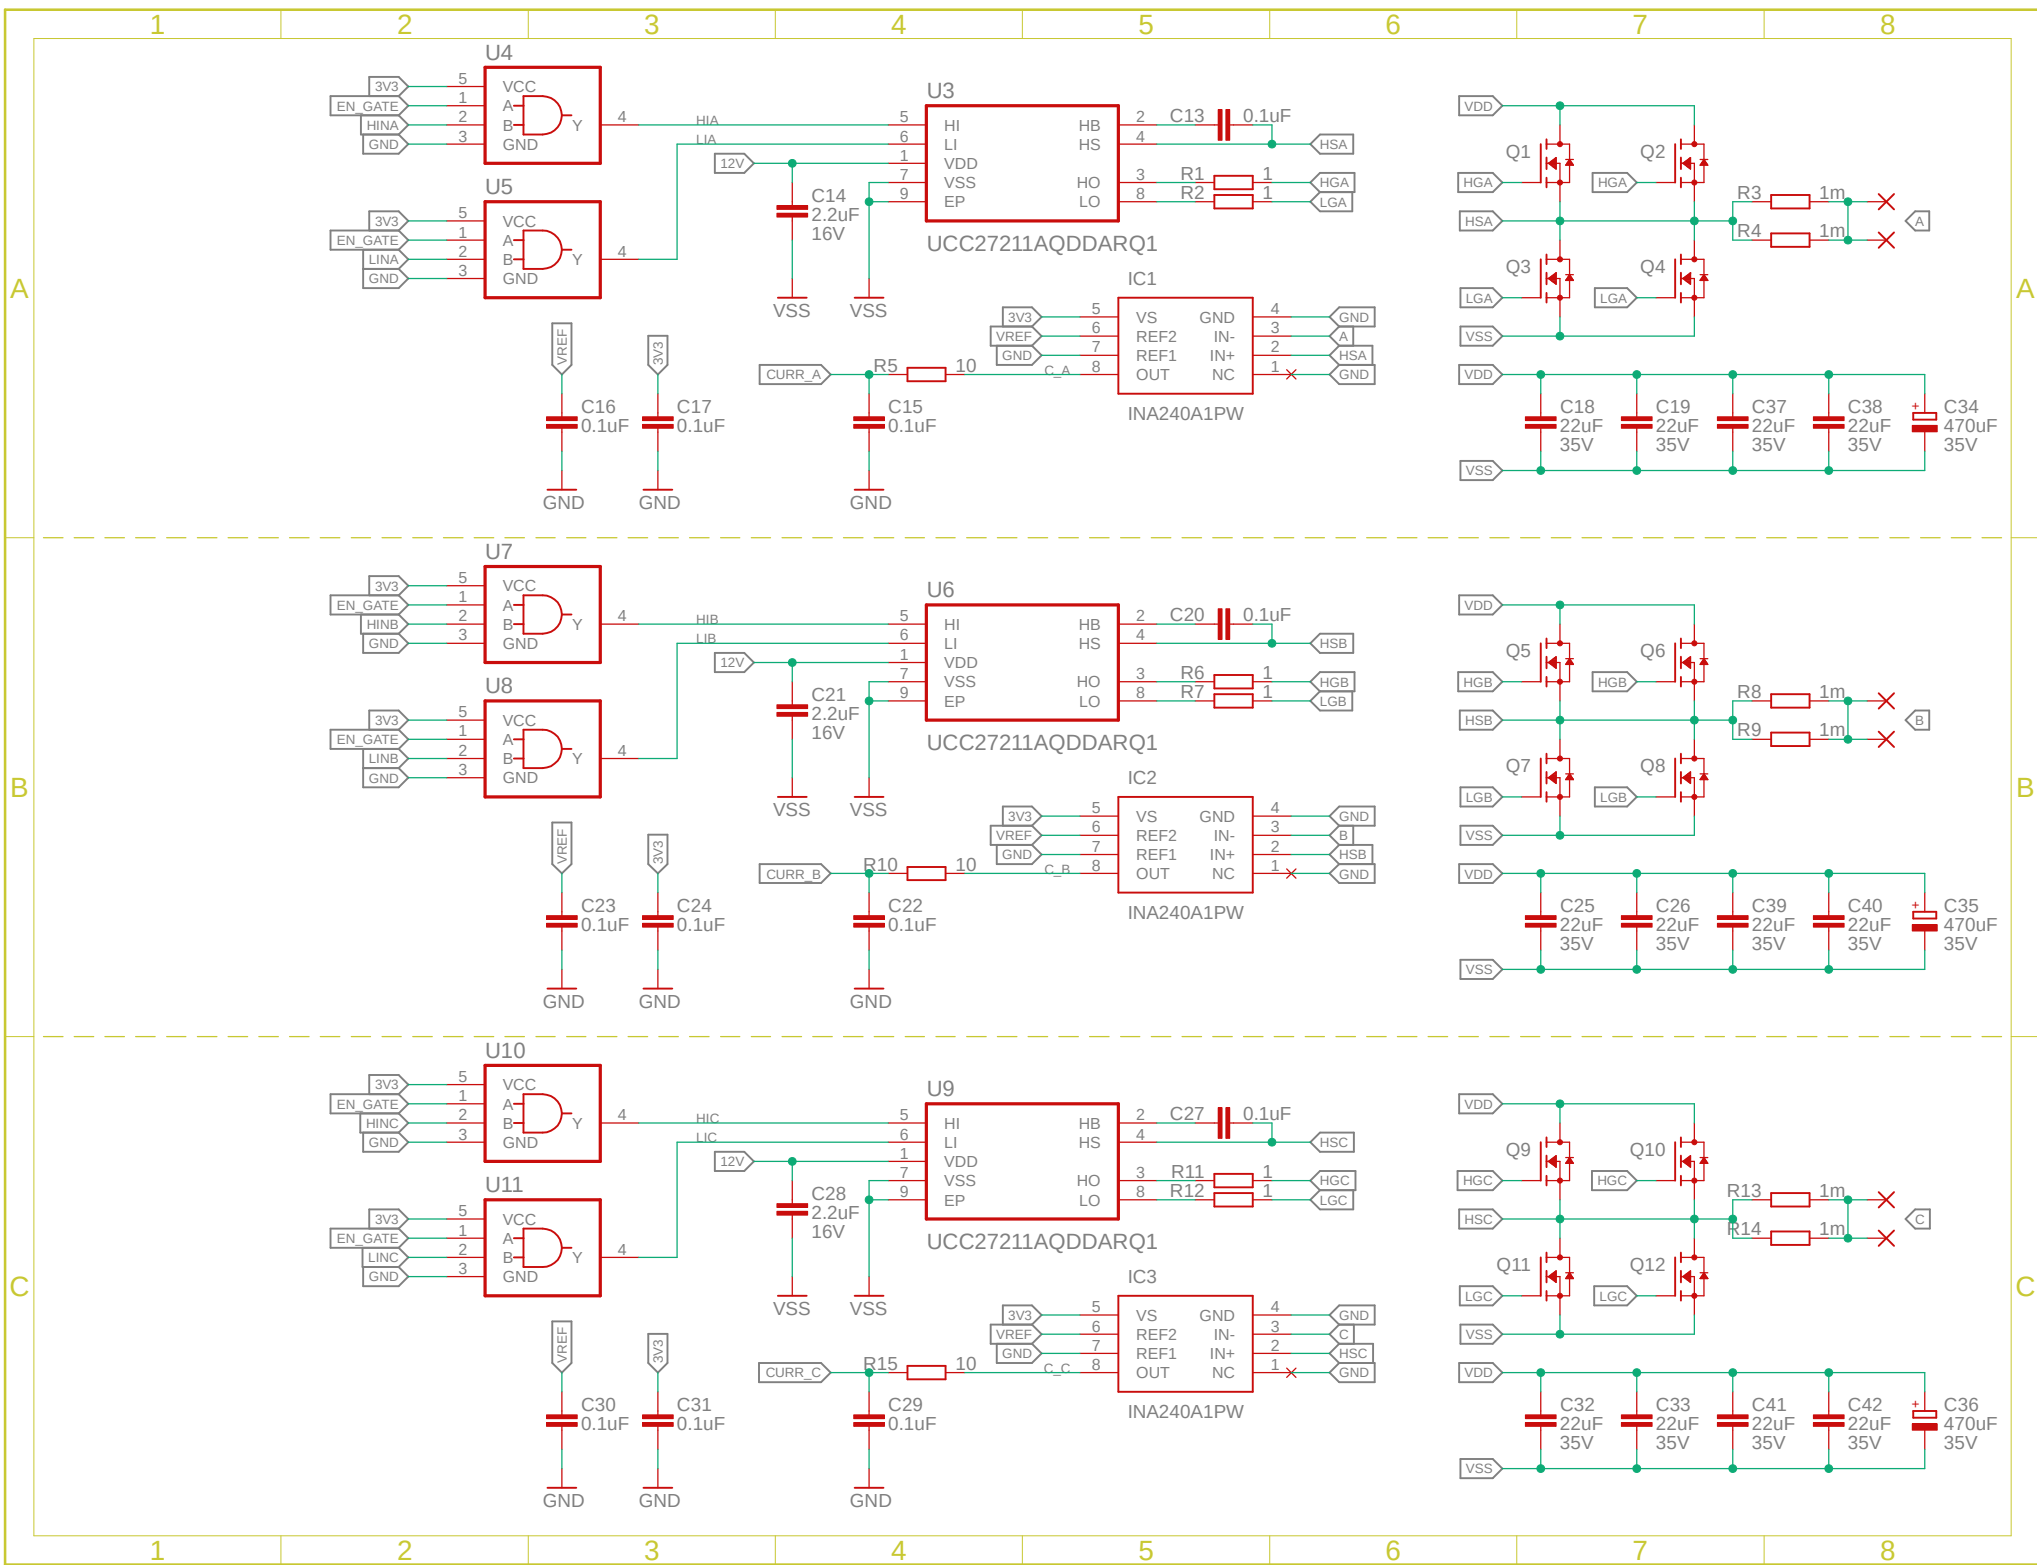 1 2 3 4 5 6 7 8
U4
3V3 5 VCC
EN_GATE 1 A
HINA 2 B Y 4 HIA
GND 3 GND
U5
3V3 5 VCC
EN_GATE 1 A
LINA 2 B Y 4 LIA
GND 3 GND
U3
5 HI HB 2 C13 0.1uF
6 LI HS 4 HSA
12V 1 VDD
7 VSS HO 3 R1 1 HGA
9 EP LO 8 R2 1 LGA
UCC27211AQDDARQ1
C14
2.2uF
16V
VSS VSS
IC1
3V3 5 VS GND 4 GND
VREF 6 REF2 IN- 3 A
GND 7 REF1 IN+ 2 HSA
CURR_A R5 10 C_A 8 OUT NC 1 GND
INA240A1PW
VREF 3V3
C16
0.1uF
C17
0.1uF
C15
0.1uF
GND GND GND
VDD
Q1 Q2
HGA HGA
R3 1m
HSA A
R4 1m
Q3 Q4
LGA LGA
VSS
VDD
C18
22uF
35V
C19
22uF
35V
C37
22uF
35V
C38
22uF
35V
+
C34
470uF
35V
VSS
A A
U7
3V3 5 VCC
EN_GATE 1 A
HINB 2 B Y 4 HIB
GND 3 GND
U8
3V3 5 VCC
EN_GATE 1 A
LINB 2 B Y 4 LIB
GND 3 GND
U6
5 HI HB 2 C20 0.1uF
6 LI HS 4 HSB
12V 1 VDD
7 VSS HO 3 R6 1 HGB
9 EP LO 8 R7 1 LGB
UCC27211AQDDARQ1
C21
2.2uF
16V
VSS VSS
IC2
3V3 5 VS GND 4 GND
VREF 6 REF2 IN- 3 B
GND 7 REF1 IN+ 2 HSB
CURR_B R10 10 C_B 8 OUT NC 1 GND
INA240A1PW
VREF 3V3
C23
0.1uF
C24
0.1uF
C22
0.1uF
GND GND GND
VDD
Q5 Q6
HGB HGB
R8 1m
HSB B
R9 1m
Q7 Q8
LGB LGB
VSS
VDD
C25
22uF
35V
C26
22uF
35V
C39
22uF
35V
C40
22uF
35V
+
C35
470uF
35V
VSS
B B
U10
3V3 5 VCC
EN_GATE 1 A
HINC 2 B Y 4 HIC
GND 3 GND
U11
3V3 5 VCC
EN_GATE 1 A
LINC 2 B Y 4 LIC
GND 3 GND
U9
5 HI HB 2 C27 0.1uF
6 LI HS 4 HSC
12V 1 VDD
7 VSS HO 3 R11 1 HGC
9 EP LO 8 R12 1 LGC
UCC27211AQDDARQ1
C28
2.2uF
16V
VSS VSS
IC3
3V3 5 VS GND 4 GND
VREF 6 REF2 IN- 3 C
GND 7 REF1 IN+ 2 HSC
CURR_C R15 10 C_C 8 OUT NC 1 GND
INA240A1PW
VREF 3V3
C30
0.1uF
C31
0.1uF
C29
0.1uF
GND GND GND
VDD
Q9 Q10
HGC HGC
R13 1m
HSC C
R14 1m
Q11 Q12
LGC LGC
VSS
VDD
C32
22uF
35V
C33
22uF
35V
C41
22uF
35V
C42
22uF
35V
+
C36
470uF
35V
VSS
C C
1 2 3 4 5 6 7 8